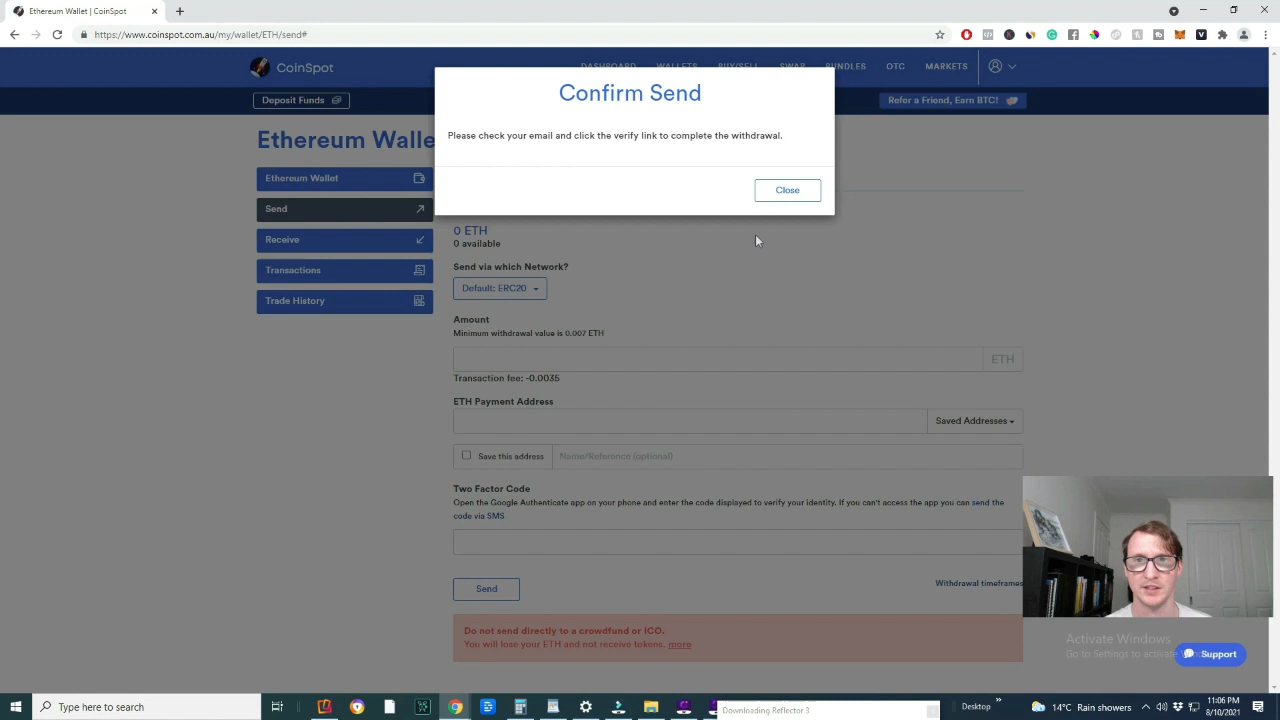 Ethereum Wallet | CoinSpot
https://www.coinspot.com.au/my/wallet/ETH/send#
CoinSpot
DASHBOARD WALLETS BUY/SELL SWAP BUNDLES OTC MARKETS
Deposit Funds
Refer a Friend, Earn BTC!
Confirm Send
Please check your email and click the verify link to complete the withdrawal.
Close
Ethereum Walle
Ethereum Wallet
Send
Receive
Transactions
Trade History
0 ETH
0 available
Send via which Network?
Default: ERC20
Amount
Minimum withdrawal value is 0.007 ETH
ETH
Transaction fee: -0.0035
ETH Payment Address
Saved Addresses
Save this address
Name/Reference (optional)
Two Factor Code
Open the Google Authenticate app on your phone and enter the code displayed to verify your identity. If you can't access the app you can send the
code via SMS
Send
Withdrawal timeframes
Do not send directly to a crowdfund or ICO.
You will lose your ETH and not receive tokens. more
Activate Windows
Go to Settings to activate
Support
Type here to search
Downloading Reflector 3
Desktop
14°C Rain showers
11:06 PM
8/10/2021